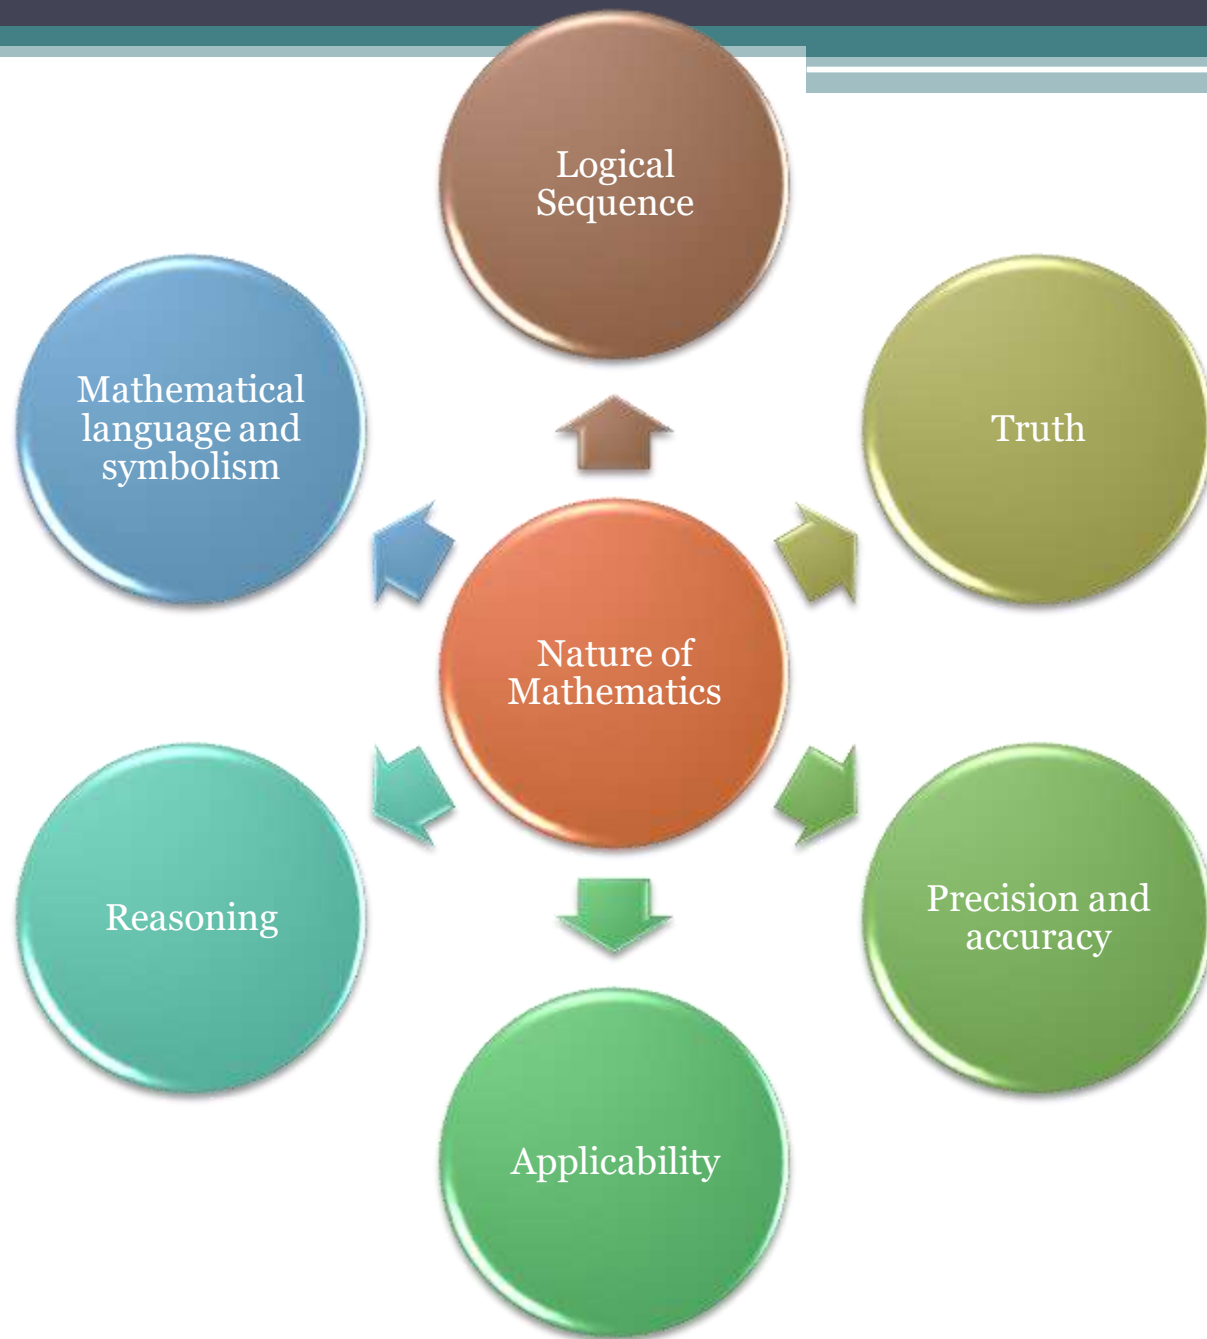 Logical
Sequence
Truth
Precision and
accuracy
Applicability
Reasoning
Mathematical
language and
symbolism
Nature of
Mathematics